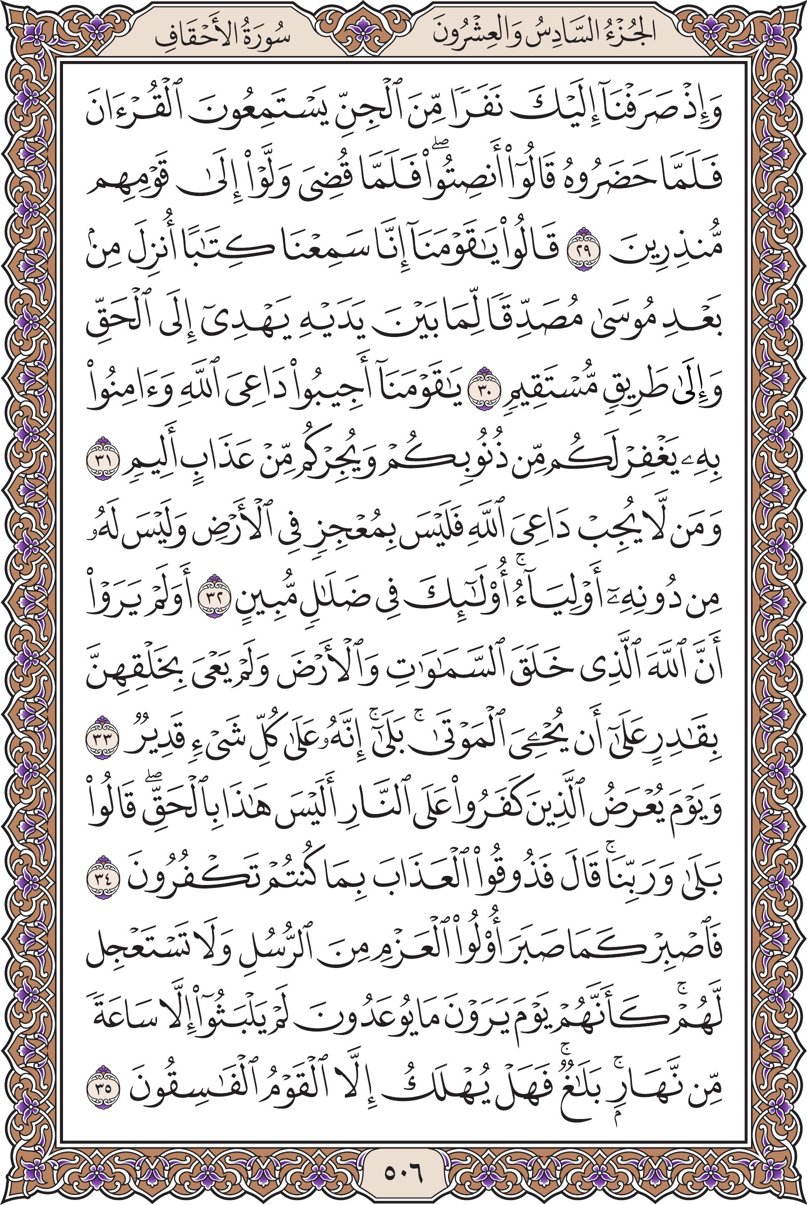 الجُزْءُ السَّادِسُ وَالعِشْرُونَ
سُورَةُ الأَحْقَافِ
وَإِذْ صَرَفْنَآ إِلَيْكَ نَفَرًا مِّنَ ٱلْجِنِّ يَسْتَمِعُونَ ٱلْقُرْءَانَ
فَلَمَّا حَضَرُوهُ قَالُوٓا۟ أَنصِتُوا۟ ۖ فَلَمَّا قُضِىَ وَلَّوْا۟ إِلَىٰ قَوْمِهِم
مُّنذِرِينَ ٢٩ قَالُوا۟ يَـٰقَوْمَنَآ إِنَّا سَمِعْنَا كِتَـٰبًا أُنزِلَ مِنۢ
بَعْدِ مُوسَىٰ مُصَدِّقًا لِّمَا بَيْنَ يَدَيْهِ يَهْدِىٓ إِلَى ٱلْحَقِّ
وَإِلَىٰ طَرِيقٍ مُّسْتَقِيمٍ ٣٠ يَـٰقَوْمَنَآ أَجِيبُوا۟ دَاعِىَ ٱللَّهِ وَءَامِنُوا۟
بِهِۦ يَغْفِرْ لَكُم مِّن ذُنُوبِكُمْ وَيُجِرْكُم مِّنْ عَذَابٍ أَلِيمٍ ٣١
وَمَن لَّا يُجِبْ دَاعِىَ ٱللَّهِ فَلَيْسَ بِمُعْجِزٍ فِى ٱلْأَرْضِ وَلَيْسَ لَهُۥ
مِن دُونِهِۦٓ أَوْلِيَآءُ ۚ أُو۟لَـٰٓئِكَ فِى ضَلَـٰلٍ مُّبِينٍ ٣٢ أَوَلَمْ يَرَوْا۟
أَنَّ ٱللَّهَ ٱلَّذِى خَلَقَ ٱلسَّمَـٰوَٰتِ وَٱلْأَرْضَ وَلَمْ يَعْىَ بِخَلْقِهِنَّ
بِقَـٰدِرٍ عَلَىٰٓ أَن يُحْـِۧىَ ٱلْمَوْتَىٰ ۚ بَلَىٰٓ ۚ إِنَّهُۥ عَلَىٰ كُلِّ شَىْءٍ قَدِيرٌ ٣٣
وَيَوْمَ يُعْرَضُ ٱلَّذِينَ كَفَرُوا۟ عَلَى ٱلنَّارِ أَلَيْسَ هَـٰذَا بِٱلْحَقِّ ۖ قَالُوا۟
بَلَىٰ وَرَبِّنَا ۚ قَالَ فَذُوقُوا۟ ٱلْعَذَابَ بِمَا كُنتُمْ تَكْفُرُونَ ٣٤
فَٱصْبِرْ كَمَا صَبَرَ أُو۟لُوا۟ ٱلْعَزْمِ مِنَ ٱلرُّسُلِ وَلَا تَسْتَعْجِل
لَّهُمْ ۚ كَأَنَّهُمْ يَوْمَ يَرَوْنَ مَا يُوعَدُونَ لَمْ يَلْبَثُوٓا۟ إِلَّا سَاعَةً
مِّن نَّهَارٍۭ ۚ بَلَـٰغٌ ۚ فَهَلْ يُهْلَكُ إِلَّا ٱلْقَوْمُ ٱلْفَـٰسِقُونَ ٣٥
٥٠٦